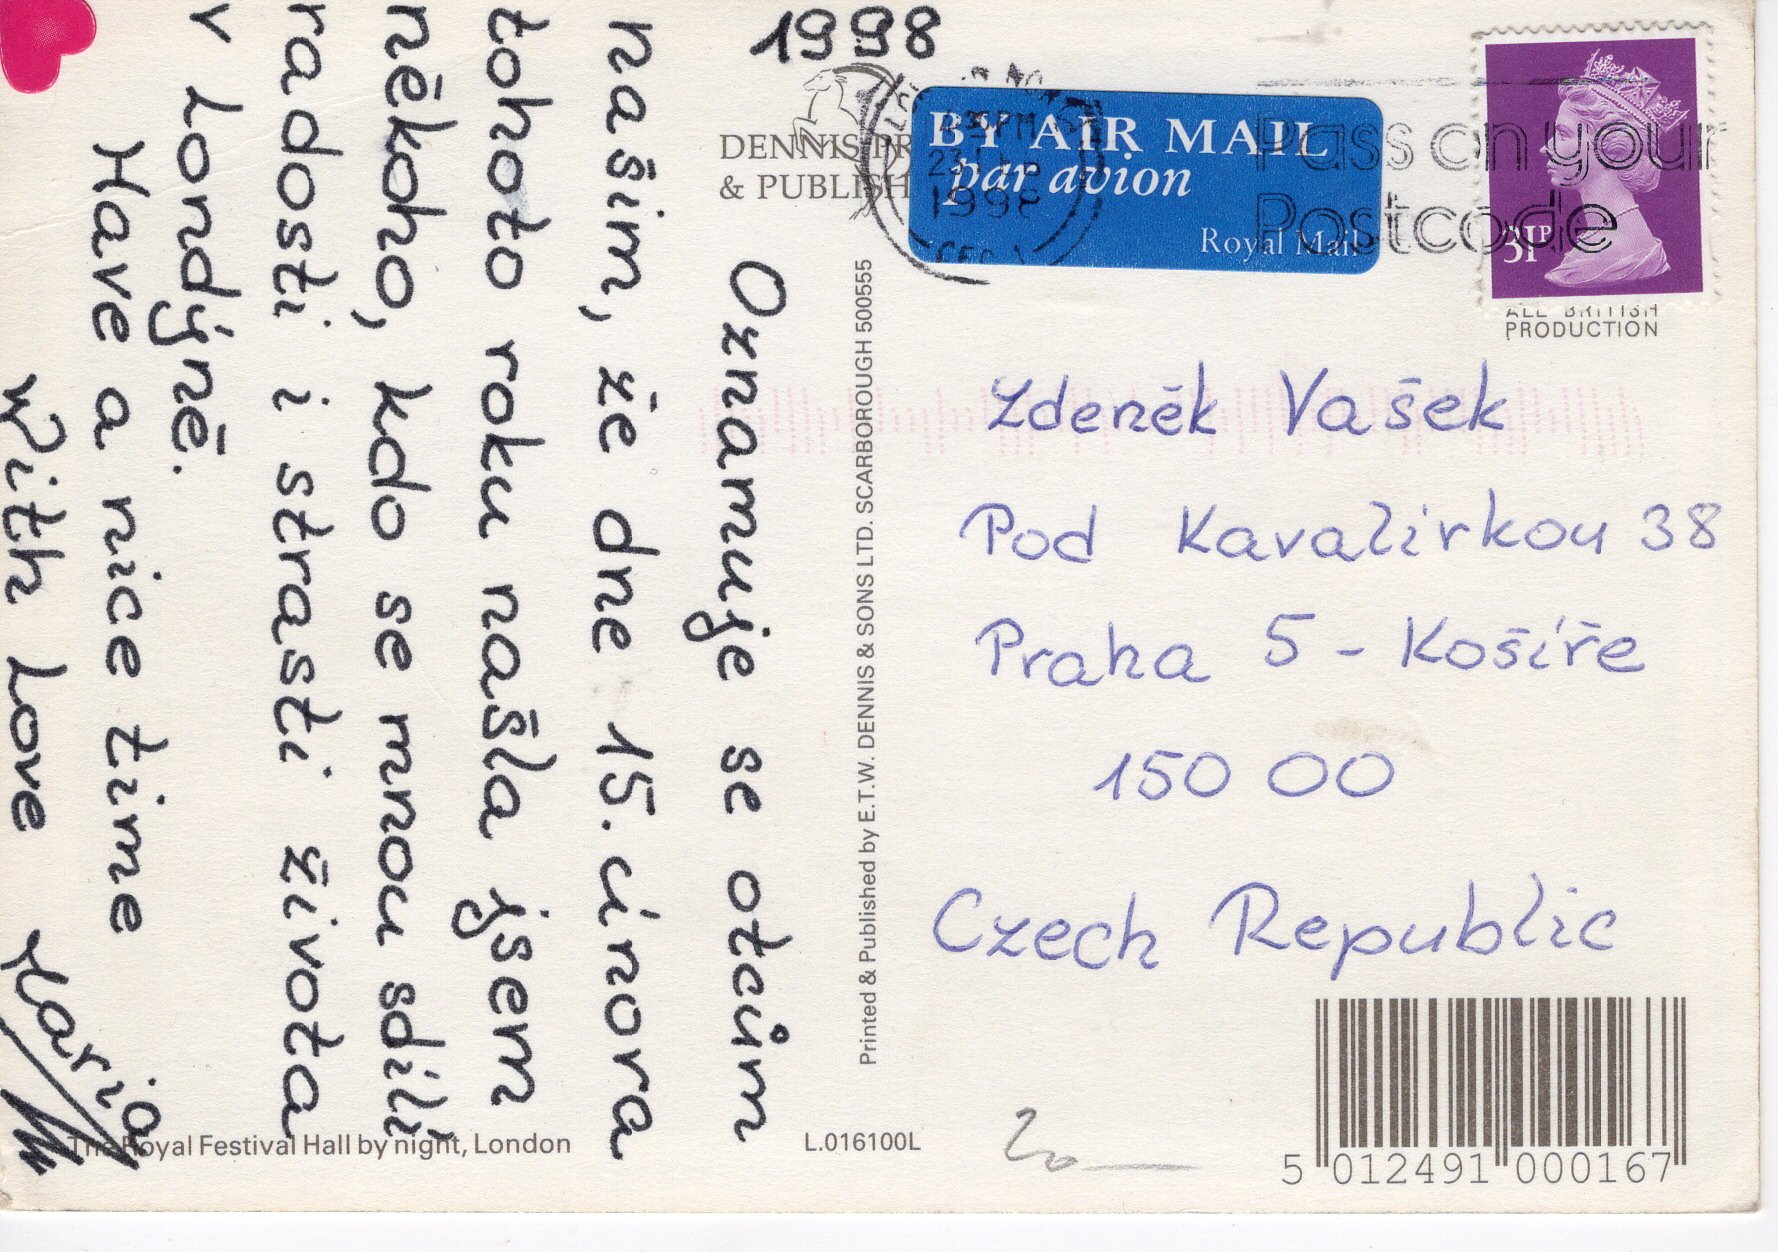 1998
Oznamuje se otcům
našim, že dne 15. února
tohoto roku našla jsem
někoho, kdo se mnou sdílí
radosti i strasti života
v Londýně.
Have a nice time
With Love Maria
DENNIS PR
& PUBLISH
BY AIR MAIL
par avion
Royal Mail
1998
Pass on your
Postcode
31P
ALL BRITISH
PRODUCTION
Printed & Published by E.T.W. DENNIS & SONS LTD. SCARBOROUGH 500555
Zdeněk Vašek
Pod Kavalírkou 38
Praha 5 - Košíře
150 00
Czech Republic
The Royal Festival Hall by night, London
L.016100L
20
5 012491 000167